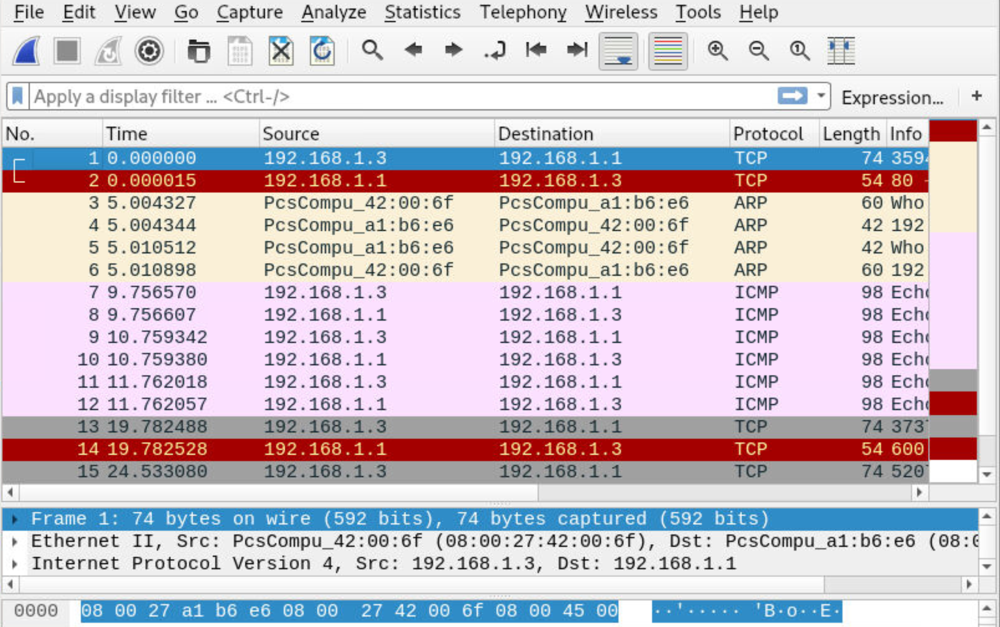 File Edit View Go Capture Analyze Statistics Telephony Wireless Tools Help
Apply a display filter ... <Ctrl-/> Expression... +
No. Time Source Destination Protocol Length Info
1 0.000000 192.168.1.3 192.168.1.1 TCP 74 359
2 0.000015 192.168.1.1 192.168.1.3 TCP 54 80
3 5.004327 PcsCompu_42:00:6f PcsCompu_a1:b6:e6 ARP 60 Who
4 5.004344 PcsCompu_a1:b6:e6 PcsCompu_42:00:6f ARP 42 192
5 5.010512 PcsCompu_a1:b6:e6 PcsCompu_42:00:6f ARP 42 Who
6 5.010898 PcsCompu_42:00:6f PcsCompu_a1:b6:e6 ARP 60 192
7 9.756570 192.168.1.3 192.168.1.1 ICMP 98 Ech
8 9.756607 192.168.1.1 192.168.1.3 ICMP 98 Ech
9 10.759342 192.168.1.3 192.168.1.1 ICMP 98 Ech
10 10.759380 192.168.1.1 192.168.1.3 ICMP 98 Ech
11 11.762018 192.168.1.3 192.168.1.1 ICMP 98 Ech
12 11.762057 192.168.1.1 192.168.1.3 ICMP 98 Ech
13 19.782488 192.168.1.3 192.168.1.1 TCP 74 373
14 19.782528 192.168.1.1 192.168.1.3 TCP 54 600
15 24.533080 192.168.1.3 192.168.1.1 TCP 74 520
Frame 1: 74 bytes on wire (592 bits), 74 bytes captured (592 bits)
Ethernet II, Src: PcsCompu_42:00:6f (08:00:27:42:00:6f), Dst: PcsCompu_a1:b6:e6 (08:0
Internet Protocol Version 4, Src: 192.168.1.3, Dst: 192.168.1.1
0000 08 00 27 a1 b6 e6 08 00 27 42 00 6f 08 00 45 00 ··'····· 'B·o··E·